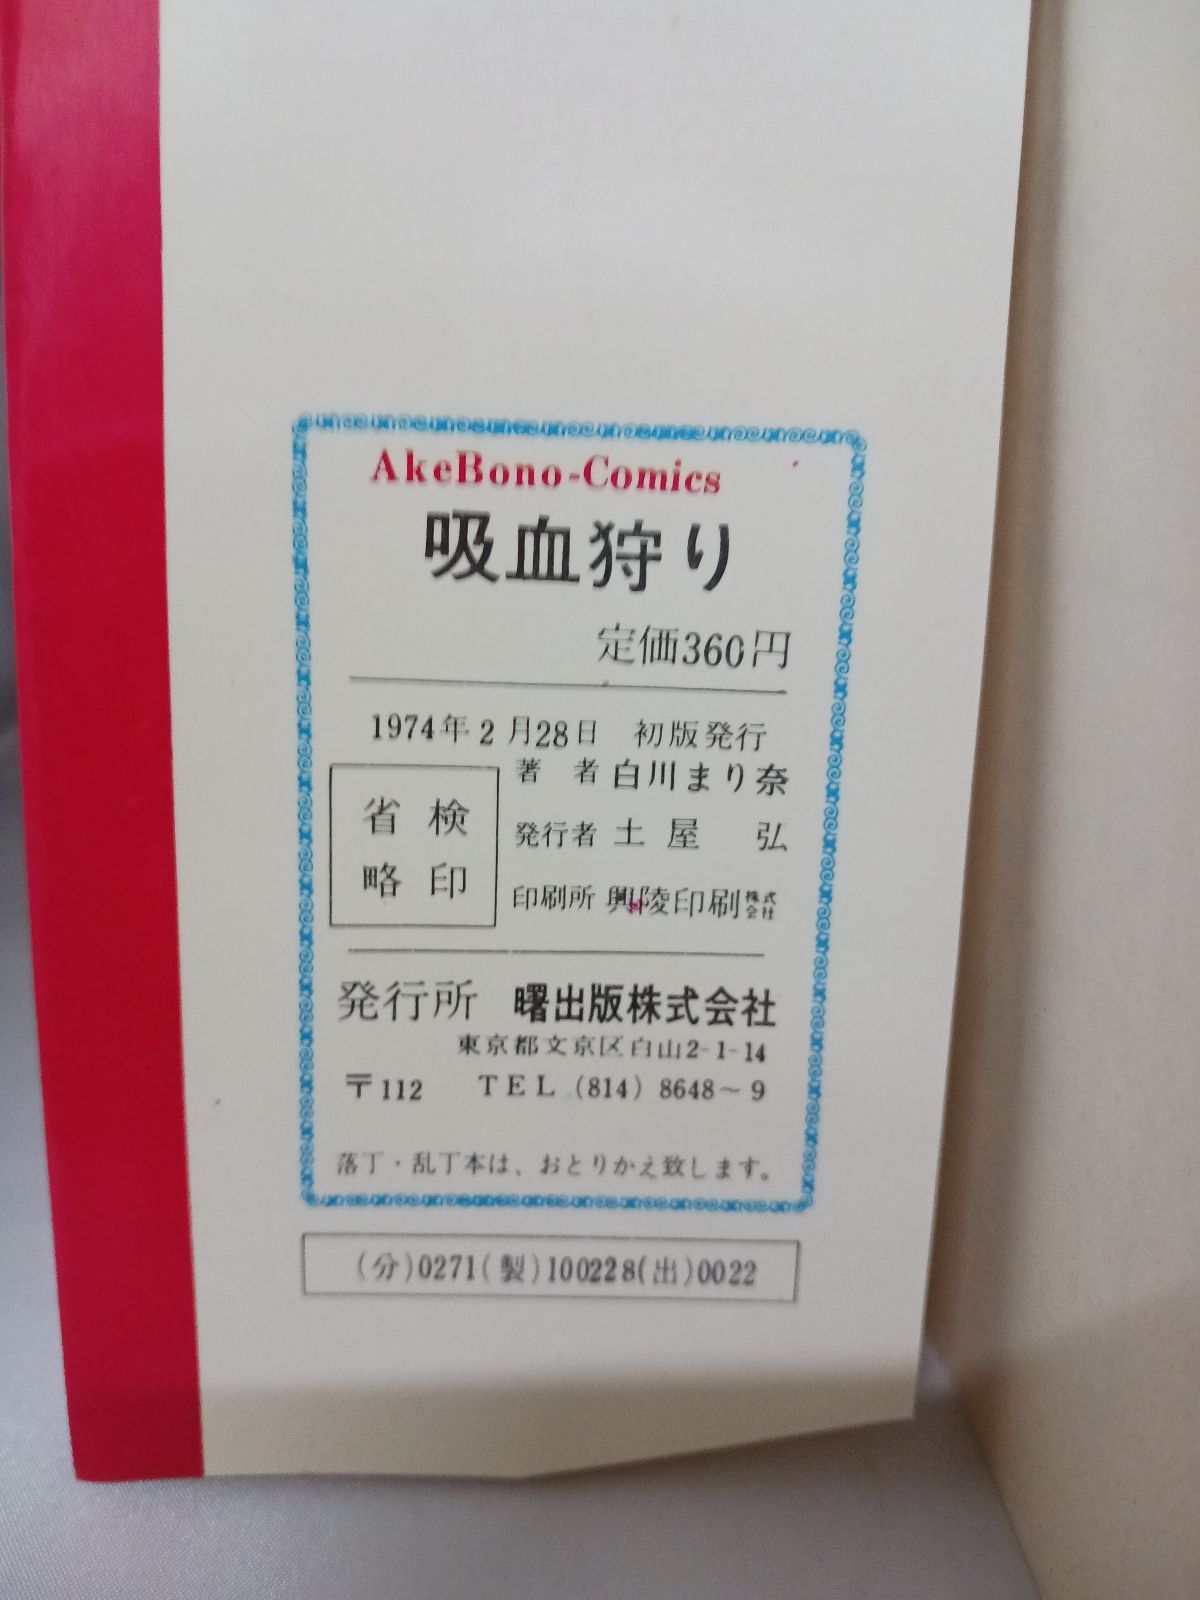 AkeBono-Comics
吸血狩り
定価360円
1974年2月28日 初版発行
検印
省略
著者 白川まり奈
発行者 土屋 弘
印刷所 興陵印刷株式会社
発行所 曙出版株式会社
東京都文京区白山2-1-14
〒112 TEL (814) 8648~9
落丁・乱丁本は、おとりかえ致します。
(分)0271(製)100228(出)0022